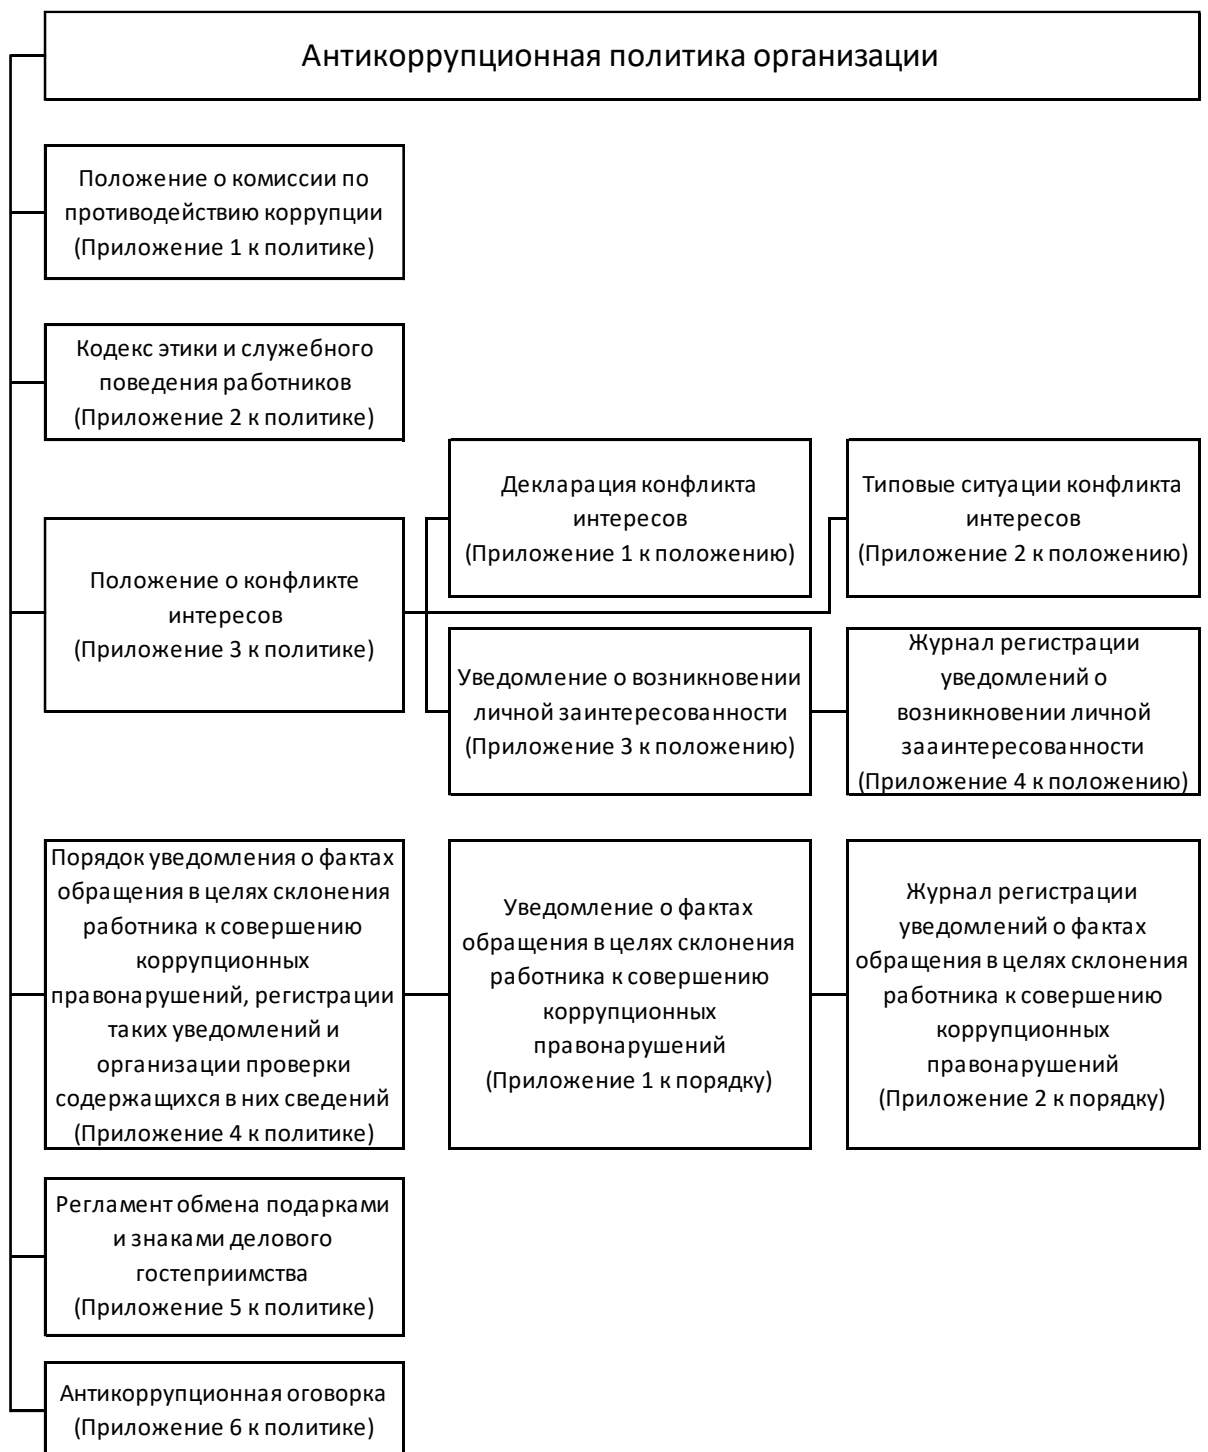 Антикоррупционная политика организации
Положение о комиссии по
противодействию коррупции
(Приложение 1 к политике)
Кодекс этики и служебного
поведения работников
(Приложение 2 к политике)
Положение о конфликте
интересов
(Приложение 3 к политике)
Декларация конфликта
интересов
(Приложение 1 к положению)
Типовые ситуации конфликта
интересов
(Приложение 2 к положению)
Уведомление о возникновении
личной заинтересованности
(Приложение 3 к положению)
Журнал регистрации
уведомлений о
возникновении личной
зааинтересованности
(Приложение 4 к положению)
Порядок уведомления о фактах
обращения в целях склонения
работника к совершению
коррупционных
правонарушений, регистрации
таких уведомлений и
организации проверки
содержащихся в них сведений
(Приложение 4 к политике)
Уведомление о фактах
обращения в целях склонения
работника к совершению
коррупционных
правонарушений
(Приложение 1 к порядку)
Журнал регистрации
уведомлений о фактах
обращения в целях склонения
работника к совершению
коррупционных
правонарушений
(Приложение 2 к порядку)
Регламент обмена подарками
и знаками делового
гостеприимства
(Приложение 5 к политике)
Антикоррупционная оговорка
(Приложение 6 к политике)